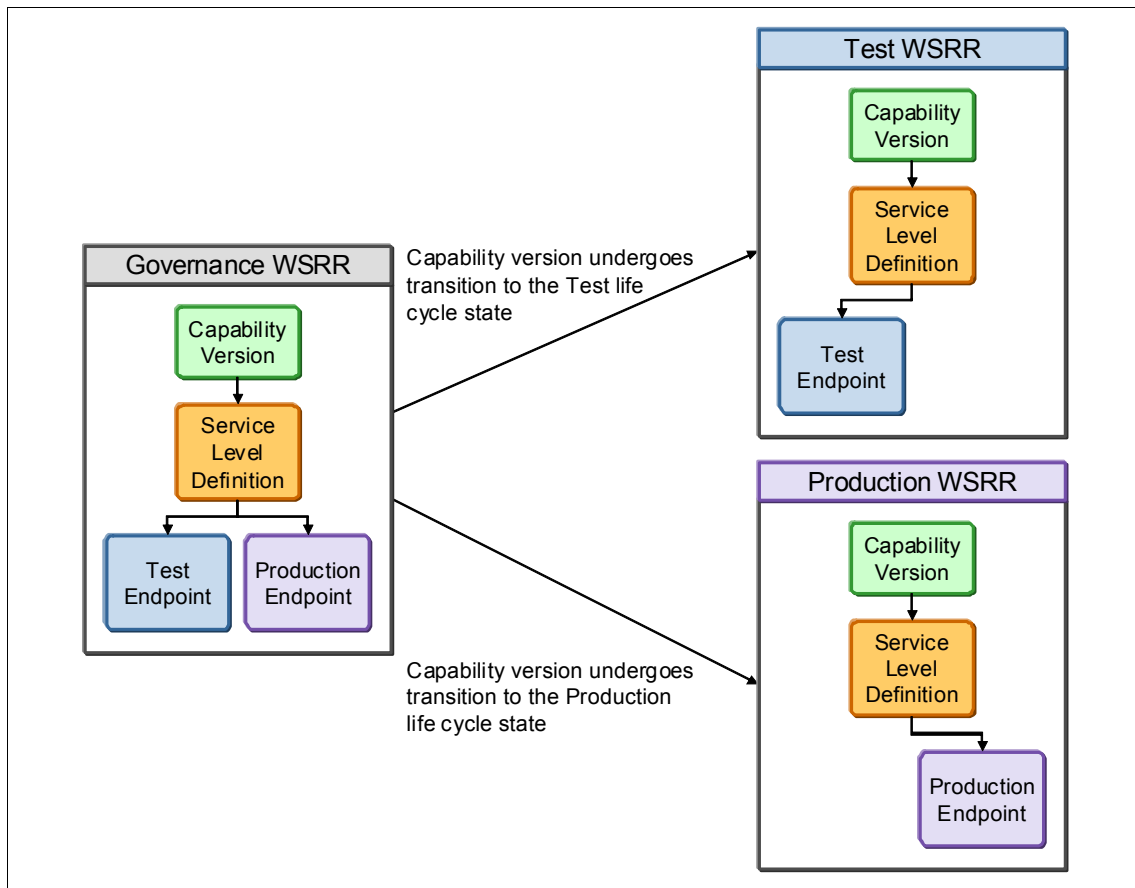 Governance WSRR
Capability
Version
Service
Level
Definition
Test
Endpoint
Production
Endpoint
Capability version undergoes
transition to the Test life
cycle state
Capability version undergoes
transition to the Production
life cycle state
Test WSRR
Capability
Version
Service
Level
Definition
Test
Endpoint
Production WSRR
Capability
Version
Service
Level
Definition
Production
Endpoint